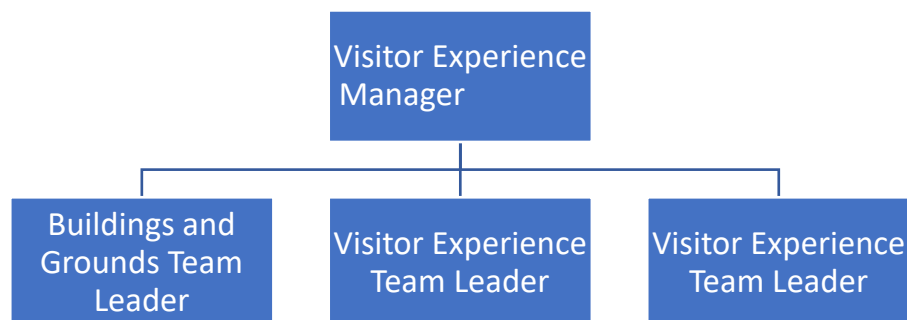 Visitor Experience
Manager
Buildings and
Grounds Team
Leader
Visitor Experience
Team Leader
Visitor Experience
Team Leader